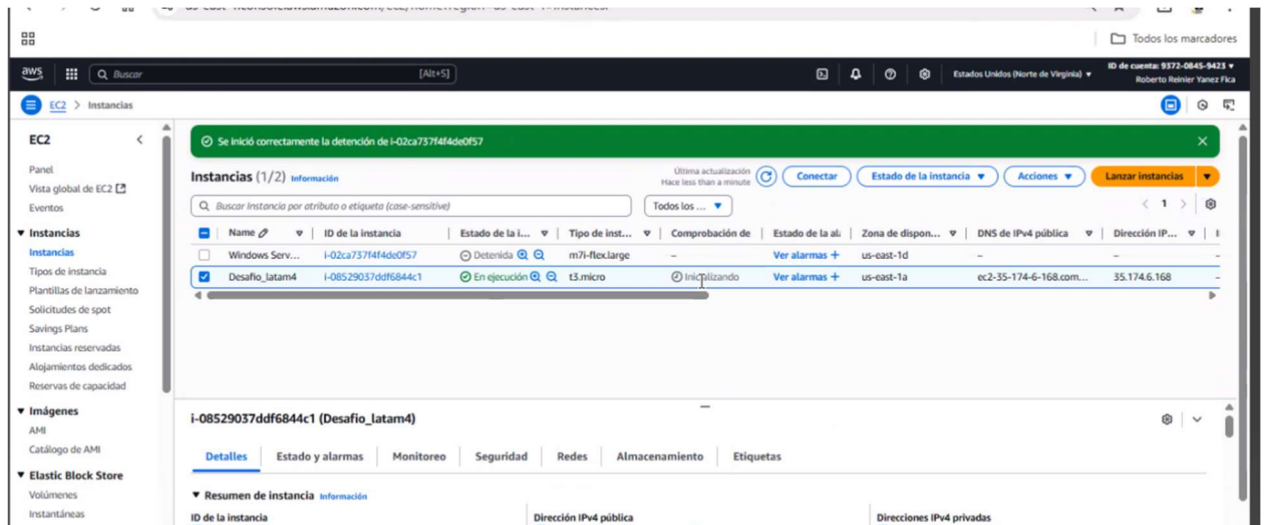 Todos los marcadores
aws
Buscar
[Alt+S]
Estados Unidos (Norte de Virginia)
ID de cuenta: 9372-0845-9423
Roberto Reinier Yanez Fica
EC2 > Instancias
EC2
Panel
Vista global de EC2
Eventos
Instancias
Instancias
Tipos de instancia
Plantillas de lanzamiento
Solicitudes de spot
Savings Plans
Instancias reservadas
Alojamientos dedicados
Reservas de capacidad
Imágenes
AMI
Catálogo de AMI
Elastic Block Store
Volúmenes
Instantáneas
Se inició correctamente la detención de i-02ca737f4f4de0f57
Instancias (1/2) Información
Última actualización
Hace less than a minute
Conectar
Estado de la instancia
Acciones
Lanzar instancias
Buscar Instancia por atributo o etiqueta (case-sensitive)
Todos los ...
1
Name ID de la instancia Estado de la i... Tipo de inst... Comprobación de Estado de la al Zona de dispon... DNS de IPv4 pública Dirección IP...
Windows Serv... i-02ca737f4f4de0f57 Detenida m7i-flex.large – Ver alarmas + us-east-1d – –
Desafio_latam4 i-08529037ddf6844c1 En ejecución t3.micro Inicializando Ver alarmas + us-east-1a ec2-35-174-6-168.com... 35.174.6.168
i-08529037ddf6844c1 (Desafio_latam4)
Detalles Estado y alarmas Monitoreo Seguridad Redes Almacenamiento Etiquetas
Resumen de instancia Información
ID de la instancia Dirección IPv4 pública Direcciones IPv4 privadas